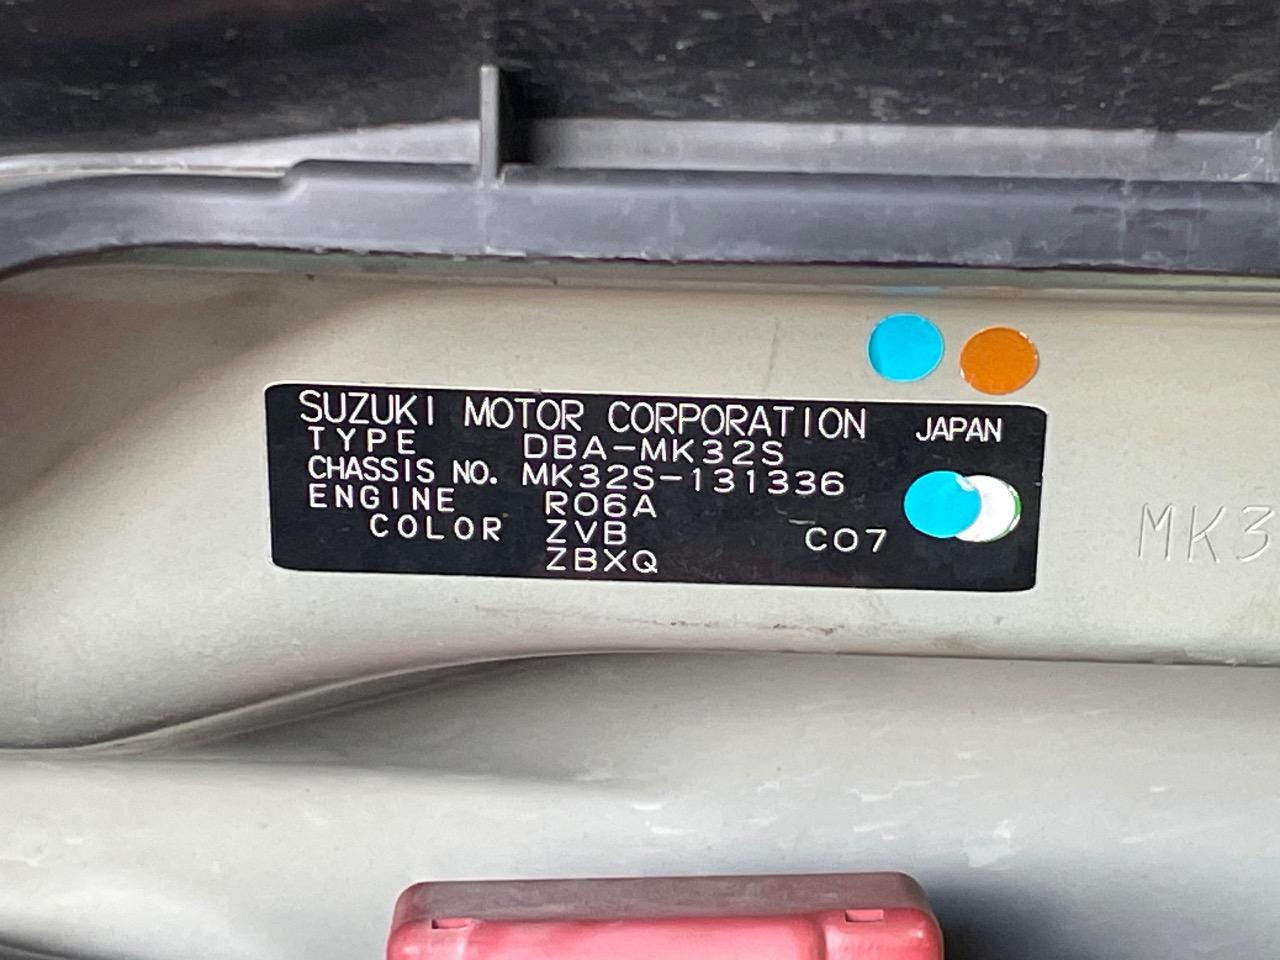 SUZUKI MOTOR CORPORATION JAPAN
TYPE DBA-MK32S
CHASSIS NO. MK32S-131336
ENGINE R06A
COLOR ZVB C07
ZBXQ
MK3